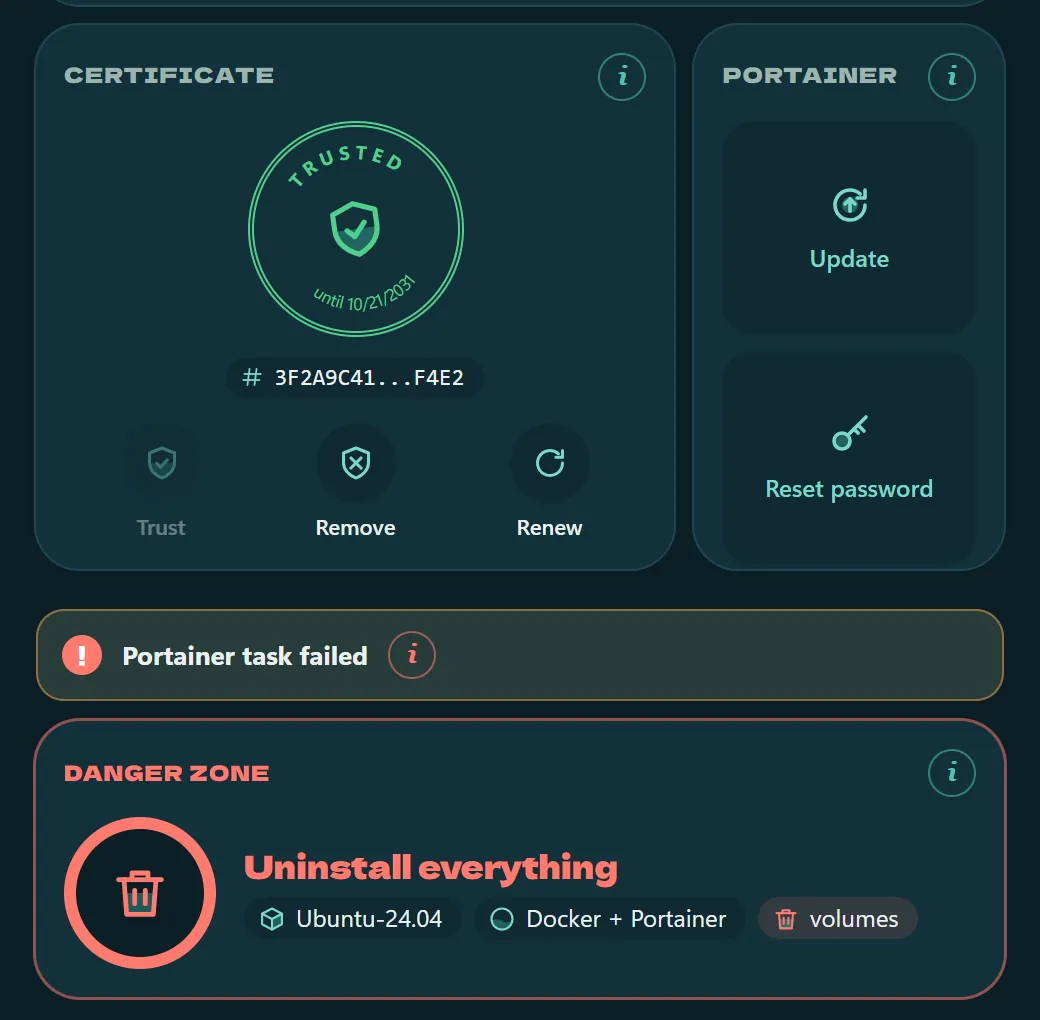 CERTIFICATE
i
TRUSTED
until 10/21/2031
# 3F2A9C41...F4E2
Trust
Remove
Renew
PORTAINER
i
Update
Reset password
! Portainer task failed i
DANGER ZONE
i
Uninstall everything
Ubuntu-24.04
Docker + Portainer
volumes